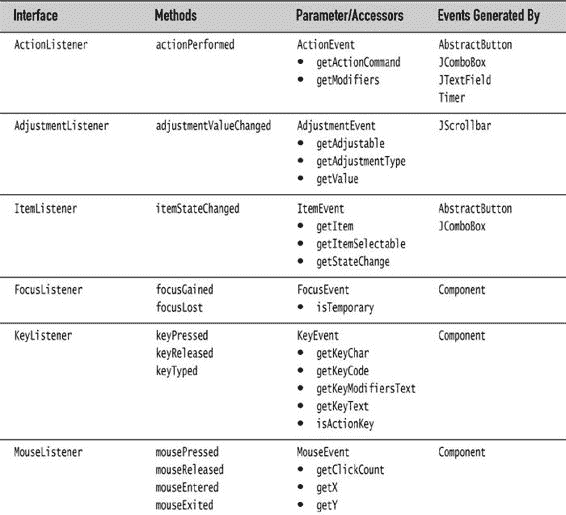 Interface Methods Parameter/Accessors Events Generated By
ActionListener actionPerformed ActionEvent AbstractButton
• getActionCommand JComboBox
• getModifiers JTextField
Timer
AdjustmentListener adjustmentValueChanged AdjustmentEvent JScrollbar
• getAdjustable
• getAdjustmentType
• getValue
ItemListener itemStateChanged ItemEvent AbstractButton
• getItem JComboBox
• getItemSelectable
• getStateChange
FocusListener focusGained FocusEvent Component
focusLost • isTemporary
KeyListener keyPressed KeyEvent Component
keyReleased • getKeyChar
keyTyped • getKeyCode
• getKeyModifiersText
• getKeyText
• isActionKey
MouseListener mousePressed MouseEvent Component
mouseReleased • getClickCount
mouseEntered • getX
mouseExited • getY